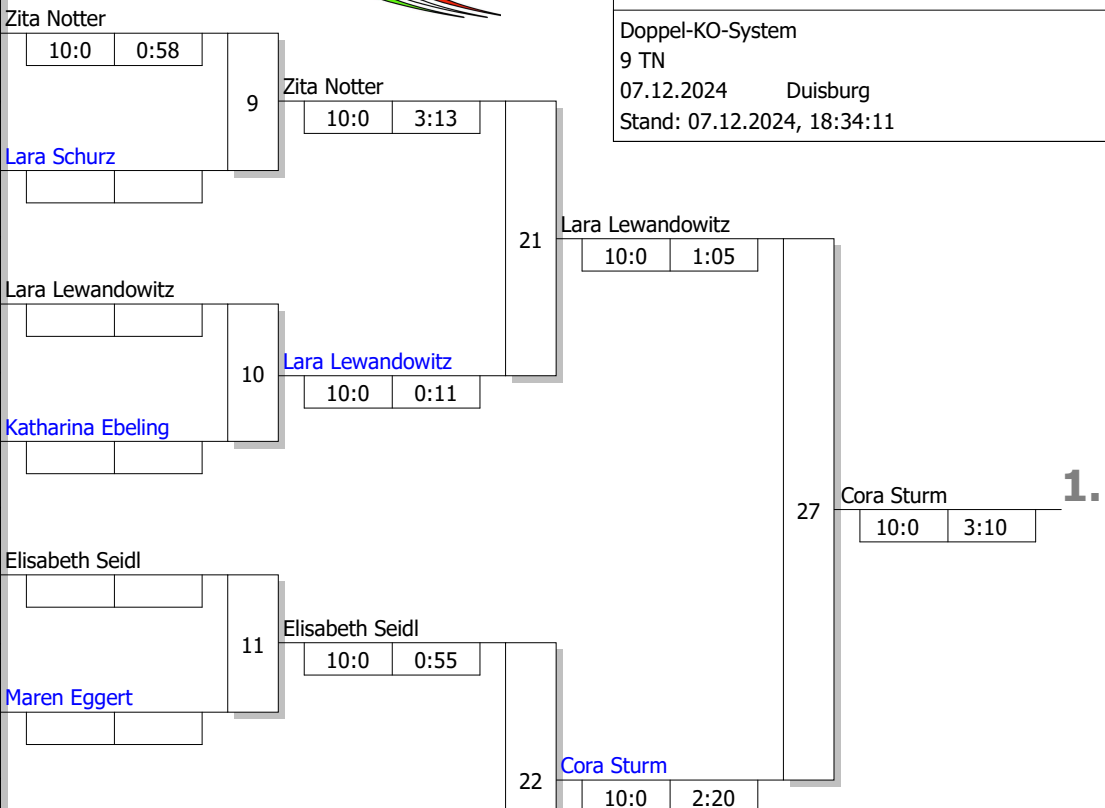 Zita Notter
10:0 0:58
Doppel-KO-System
9 TN
07.12.2024 Duisburg
Stand: 07.12.2024, 18:34:11
9
Zita Notter
10:0 3:13
Lara Schurz
21
Lara Lewandowitz
10:0 1:05
Lara Lewandowitz
10
Lara Lewandowitz
10:0 0:11
Katharina Ebeling
27
Cora Sturm
10:0 3:10
1.
Elisabeth Seidl
11
Elisabeth Seidl
10:0 0:55
Maren Eggert
22
Cora Sturm
10:0 2:20